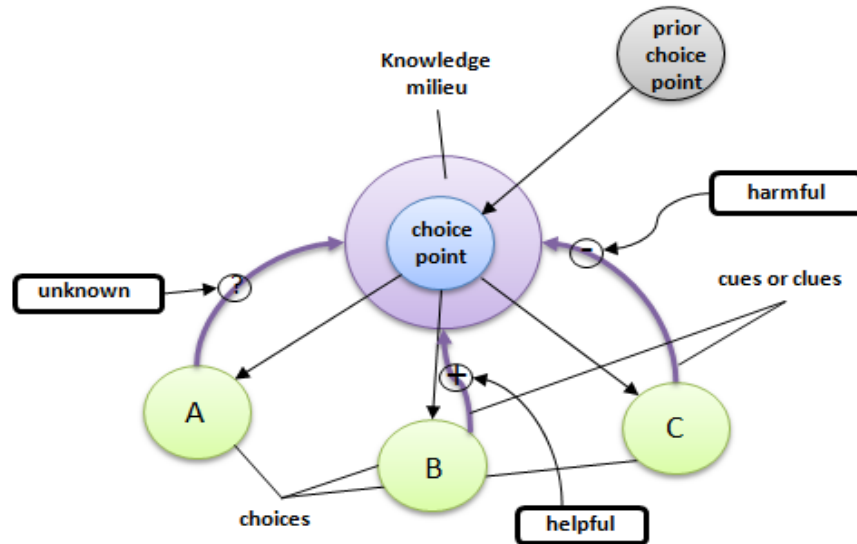 prior
choice
point
Knowledge
milieu
harmful
-
choice
point
unknown
?
cues or clues
+
A
B
C
choices
helpful